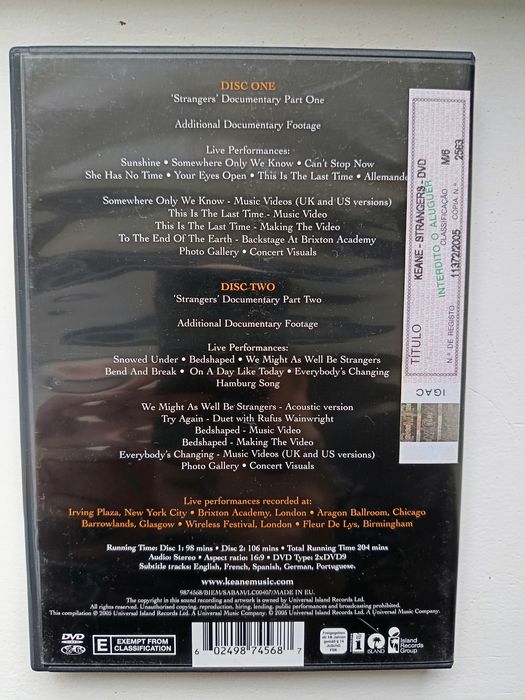 DISC ONE
'Strangers' Documentary Part One
Additional Documentary Footage
Live Performances:
Sunshine • Somewhere Only We Know • Can't Stop Now
She Has No Time • Your Eyes Open • This Is The Last Time • Allemande
Somewhere Only We Know - Music Videos (UK and US versions)
This Is The Last Time - Music Video
This Is The Last Time - Making The Video
To The End Of The Earth - Backstage At Brixton Academy
Photo Gallery • Concert Visuals
DISC TWO
'Strangers' Documentary Part Two
Additional Documentary Footage
Live Performances:
Snowed Under • Bedshaped • We Might As Well Be Strangers
Bend And Break • On A Day Like Today • Everybody's Changing
Hamburg Song
We Might As Well Be Strangers - Acoustic version
Try Again - Duet with Rufus Wainwright
Bedshaped - Music Video
Bedshaped - Making The Video
Everybody's Changing - Music Videos (UK and US versions)
Photo Gallery • Concert Visuals
Live performances recorded at:
Irving Plaza, New York City • Brixton Academy, London • Aragon Ballroom, Chicago
Barrowlands, Glasgow • Wireless Festival, London • Fleur De Lys, Birmingham
Running Time: Disc 1: 98 mins • Disc 2: 106 mins • Total Running Time 204 mins
Audio: Stereo • Aspect ratio: 16:9 • DVD Type: 2xDVD9
Subtitle tracks: English, French, Spanish, German, Portuguese.
www.keanemusic.com
9874568/BIEM/SABAM/LC00407/MADE IN EU.
The copyright in this sound recording and artwork is owned by Universal Island Records Ltd.
All rights reserved. Unauthorised copying, reproduction, hiring, lending, public performances and broadcasting prohibited.
This compilation ℗ 2005 Universal Island Records Ltd. A Universal Music Company. © 2005 Universal Island Records Ltd. A Universal Music Company.
DVD
VIDEO
E
EXEMPT FROM
CLASSIFICATION
6 02498 74568 7
Freigegeben
ab 16 Jahren
gemäß § 14
JUSCHG
FSK
ISLAND
Island
Records
Group
TÍTULO
KEANE - STRANGERS - DVD
INTERDITO O ALUGUER
CLASSIFICAÇÃO
M/6
N.º DE REGISTO
11372/2005
CÓPIA N.º
2563
IGAC